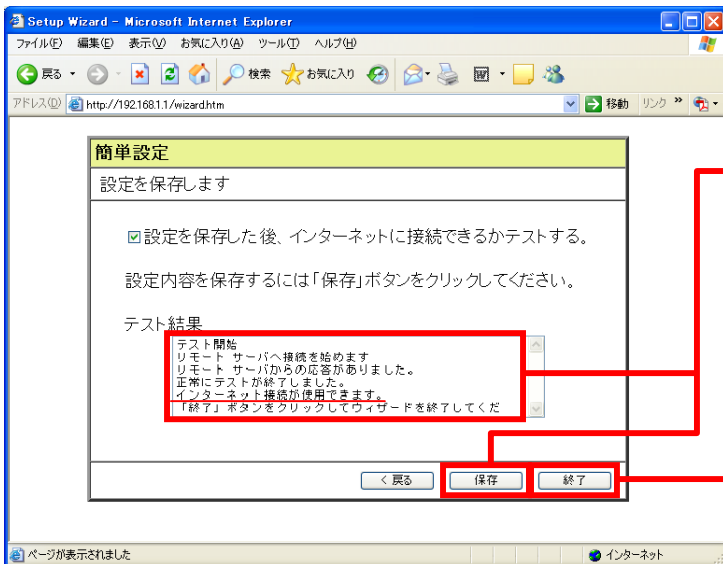 Setup Wizard - Microsoft Internet Explorer
ファイル(F) 編集(E) 表示(V) お気に入り(A) ツール(T) ヘルプ(H)
戻る 検索 お気に入り
アドレス(D) http://192.168.1.1/wizard.htm 移動 リンク »
簡単設定
設定を保存します
設定を保存した後、インターネットに接続できるかテストする。
設定内容を保存するには「保存」ボタンをクリックしてください。
テスト結果
テスト開始
リモート サーバへ接続を始めます
リモート サーバからの応答がありました。
正常にテストが終了しました。
インターネット接続が使用できます。
「終了」ボタンをクリックしてウィザードを終了してくだ
< 戻る 保存 終了
ページが表示されました インターネット